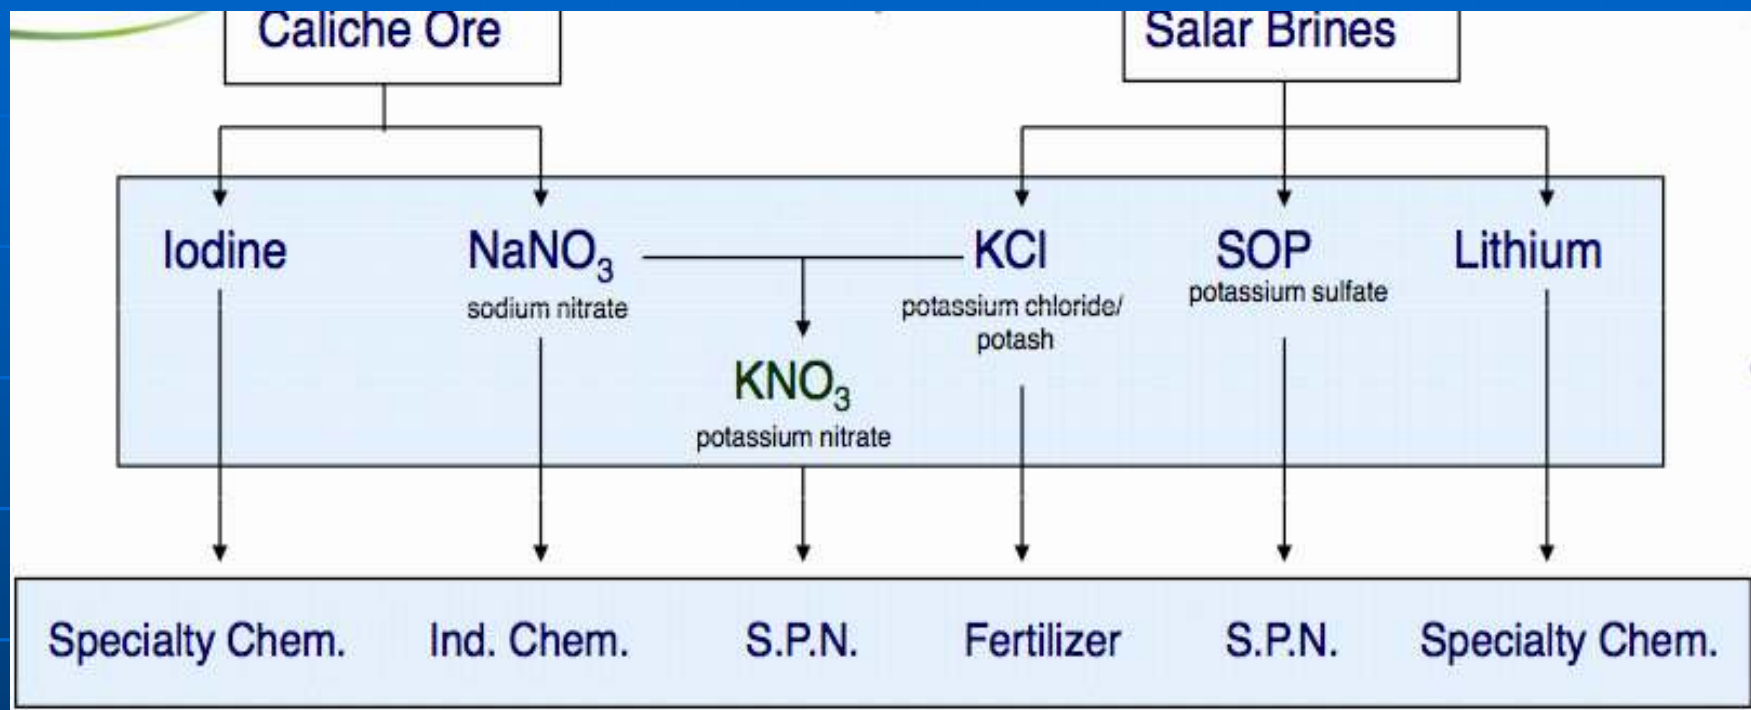 Caliche Ore
Salar Brines
Iodine
NaNO₃
KCl
SOP
Lithium
sodium nitrate
potassium chloride/
potash
potassium sulfate
KNO₃
potassium nitrate
Specialty Chem.
Ind. Chem.
S.P.N.
Fertilizer
S.P.N.
Specialty Chem.